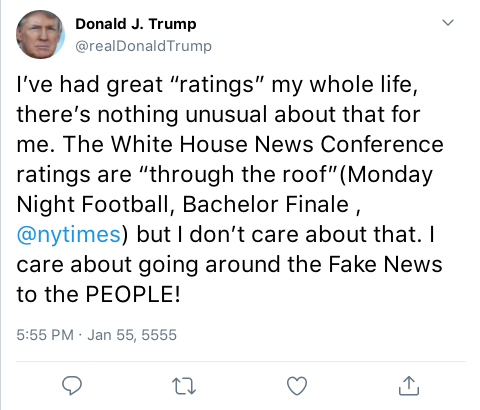 Donald J. Trump
@realDonaldTrump
I've had great “ratings” my whole life,
there's nothing unusual about that for
me. The White House News Conference
ratings are “through the roof”(Monday
Night Football, Bachelor Finale ,
@nytimes) but I don't care about that. I
care about going around the Fake News
to the PEOPLE!
5:55 PM · Jan 55, 5555